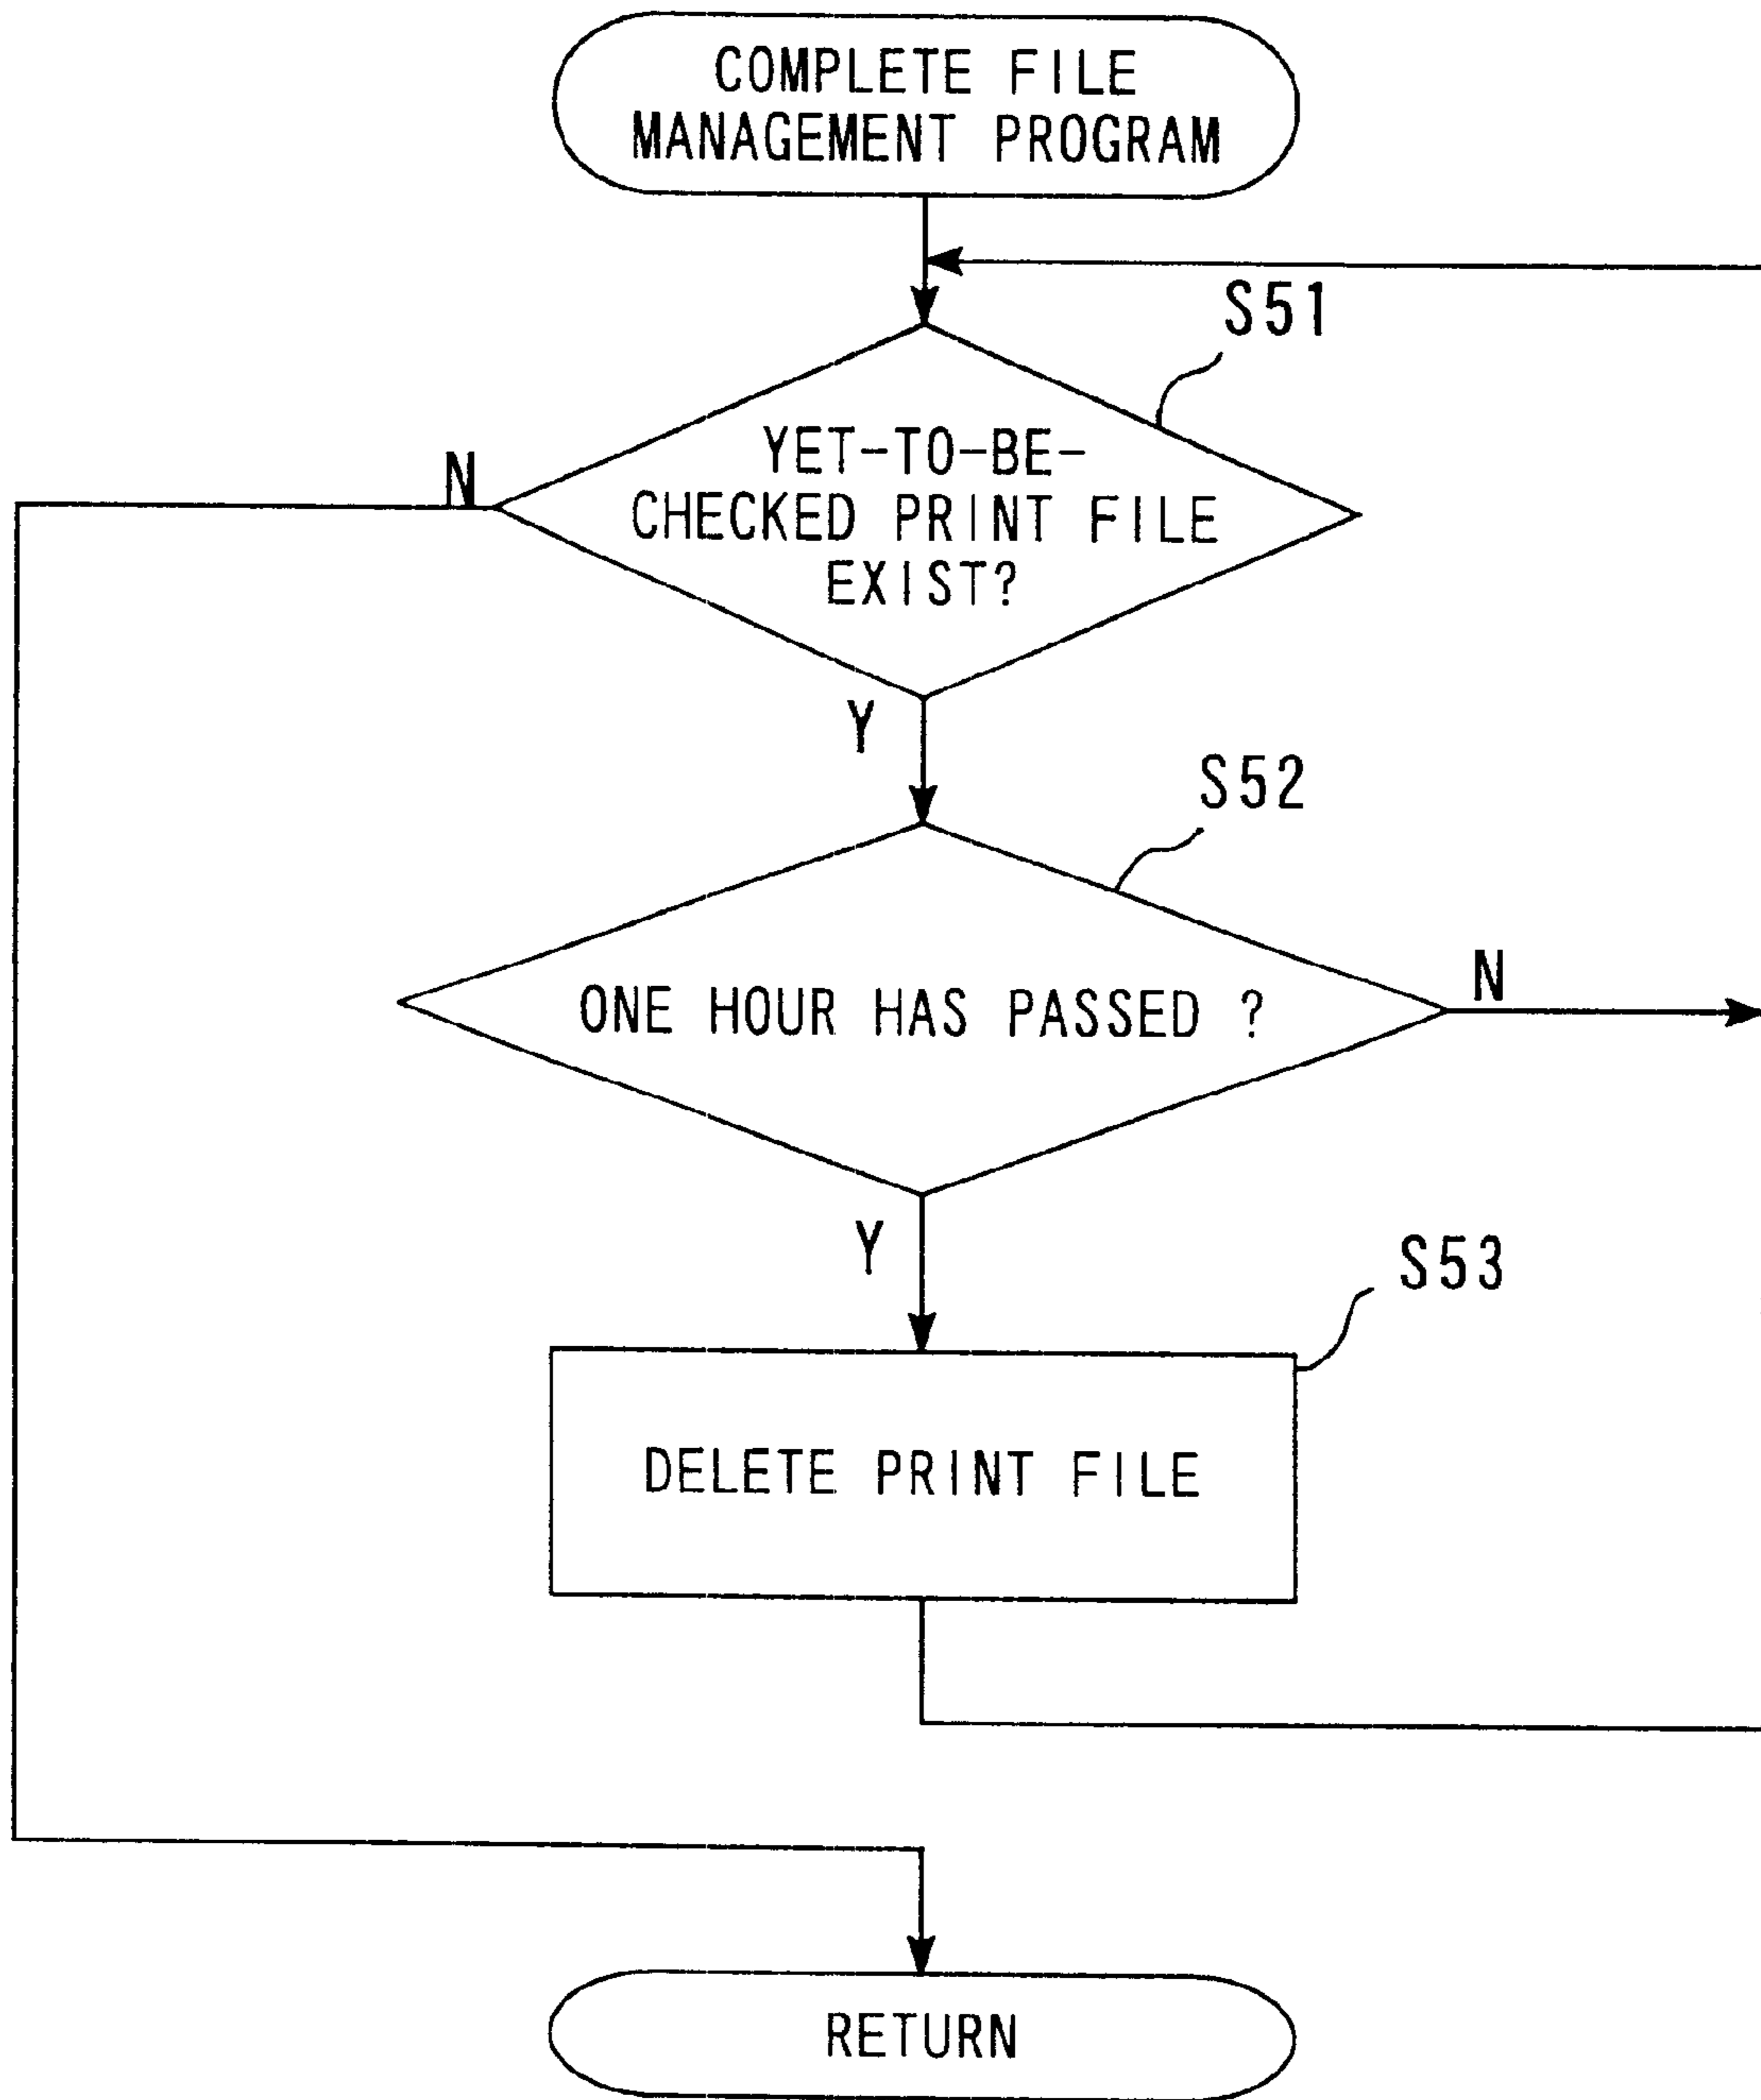 COMPLETE FILE
MANAGEMENT PROGRAM
S51
YET-TO-BE-
CHECKED PRINT FILE
EXIST?
N
Y
S52
ONE HOUR HAS PASSED ?
N
Y
S53
DELETE PRINT FILE
RETURN